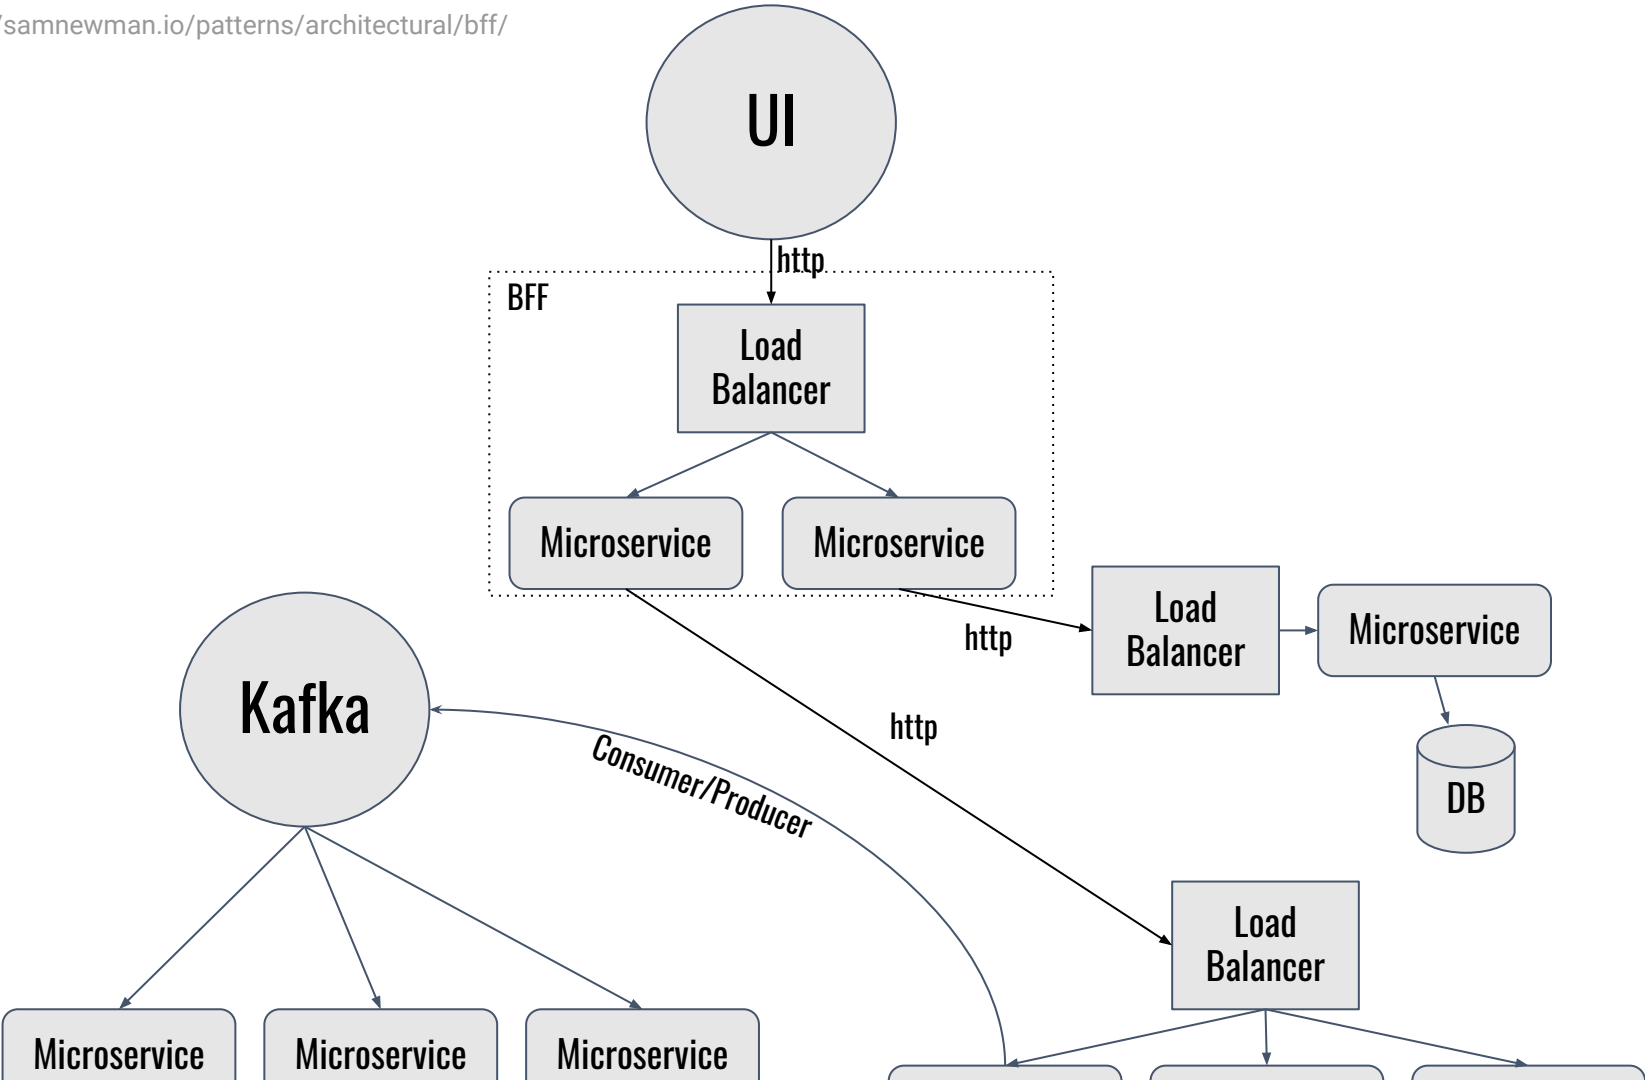 /samnewman.io/patterns/architectural/bff/
UI
http
BFF
Load
Balancer
Microservice
Microservice
http
Load
Balancer
Microservice
DB
Kafka
Consumer/Producer
http
Load
Balancer
Microservice
Microservice
Microservice